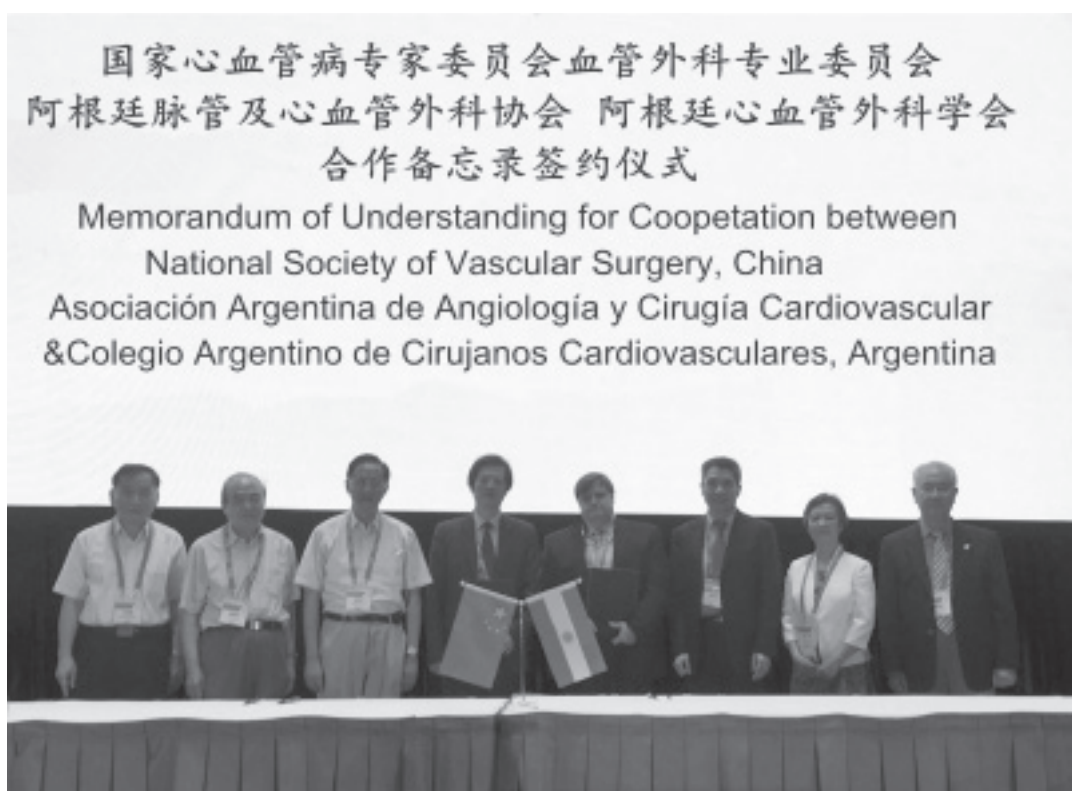 国家心血管病专家委员会血管外科专业委员会
阿根廷脉管及心血管外科协会 阿根廷心血管外科学会
合作备忘录签约仪式
Memorandum of Understanding for Coopetation between
National Society of Vascular Surgery, China
Asociación Argentina de Angiología y Cirugía Cardiovascular
&Colegio Argentino de Cirujanos Cardiovasculares, Argentina